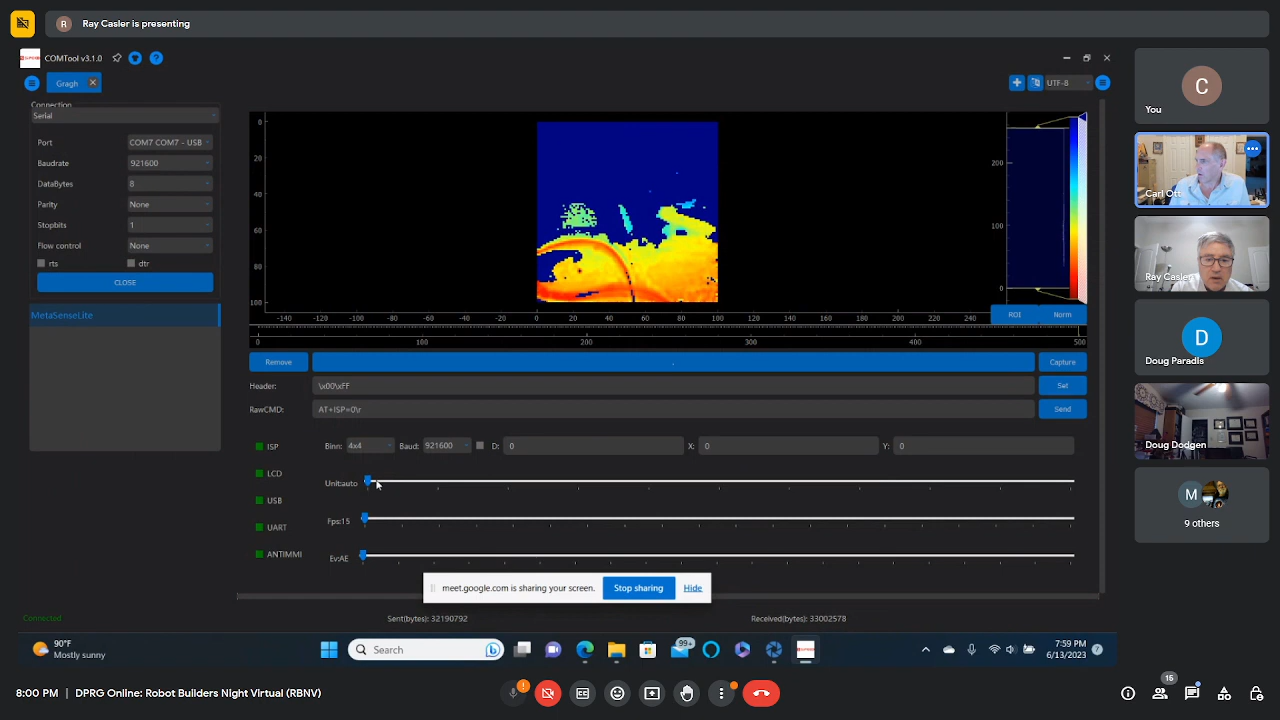 R Ray Casler is presenting
COMTool v3.1.0
Gragh
UTF-8
Connection
Serial
Port COM7 COM7 - USB
Baudrate 921600
DataBytes 8
Parity None
Stopbits 1
Flow control None
rts dtr
CLOSE
MetaSenseLite
0
20
40
60
80
100
-140 -120 -100 -80 -60 -40 -20 0 20 40 60 80 100 120 140 160 180 200 220 240
200
100
0
ROI Norm
0 100 200 300 400 500
Remove . Capture
Header: \x00\xFF Set
RawCMD: AT+ISP=0\r Send
ISP Binn: 4x4 Baud: 921600 D: 0 X: 0 Y: 0
LCD Unit:auto
USB
Fps:15
UART
ANTIMMI Ev:AE
meet.google.com is sharing your screen. Stop sharing Hide
Connected Sent(bytes): 32190792 Received(bytes): 33002578
90°F
Mostly sunny
Search
99+
7:59 PM
6/13/2023
7
C
You
Carl Ott
Ray Casler
D
Doug Paradis
Doug Dodgen
M
9 others
8:00 PM | DPRG Online: Robot Builders Night Virtual (RBNV)
15